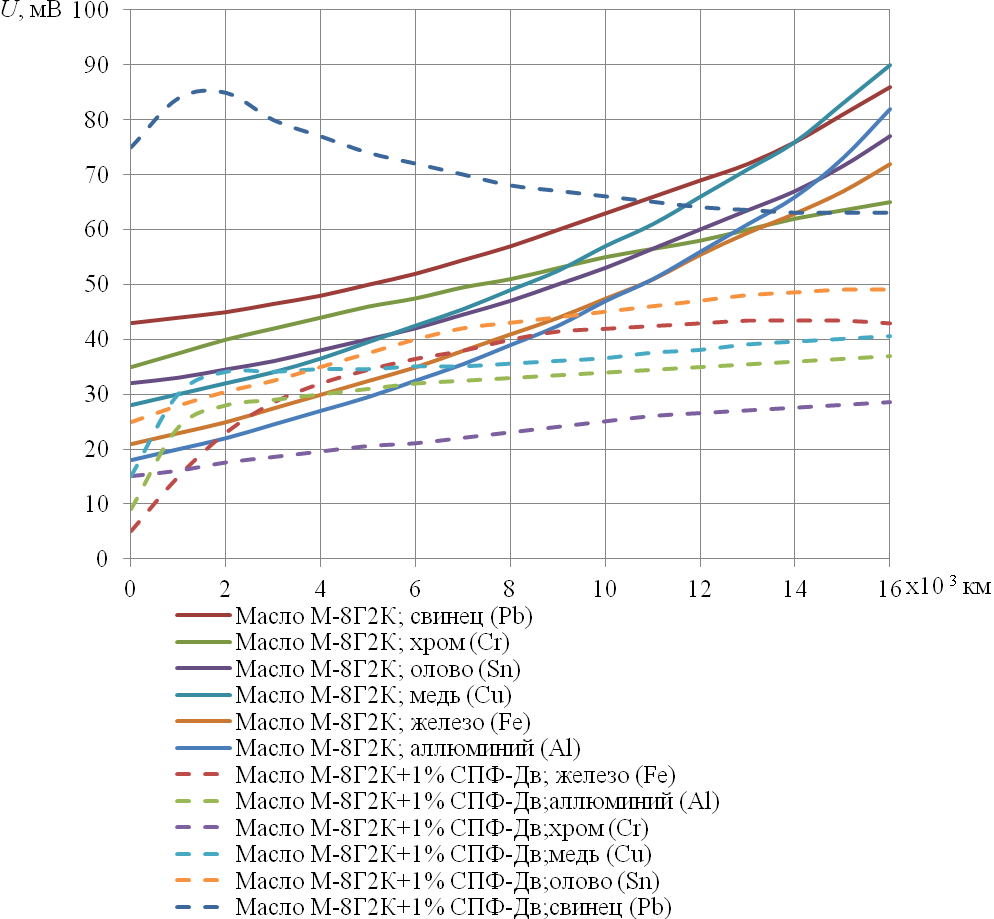 U, мВ 100
90
80
70
60
50
40
30
20
10
0
0 2 4 6 8 10 12 14 16 x10 3 км
Масло М-8Г2К; свинец (Pb)
Масло М-8Г2К; хром (Cr)
Масло М-8Г2К; олово (Sn)
Масло М-8Г2К; медь (Cu)
Масло М-8Г2К; железо (Fe)
Масло М-8Г2К; аллюминий (Al)
Масло М-8Г2К+1% СПФ-Дв; железо (Fe)
Масло М-8Г2К+1% СПФ-Дв;аллюминий (Al)
Масло М-8Г2К+1% СПФ-Дв;хром (Cr)
Масло М-8Г2К+1% СПФ-Дв;медь (Cu)
Масло М-8Г2К+1% СПФ-Дв;олово (Sn)
Масло М-8Г2К+1% СПФ-Дв;свинец (Pb)